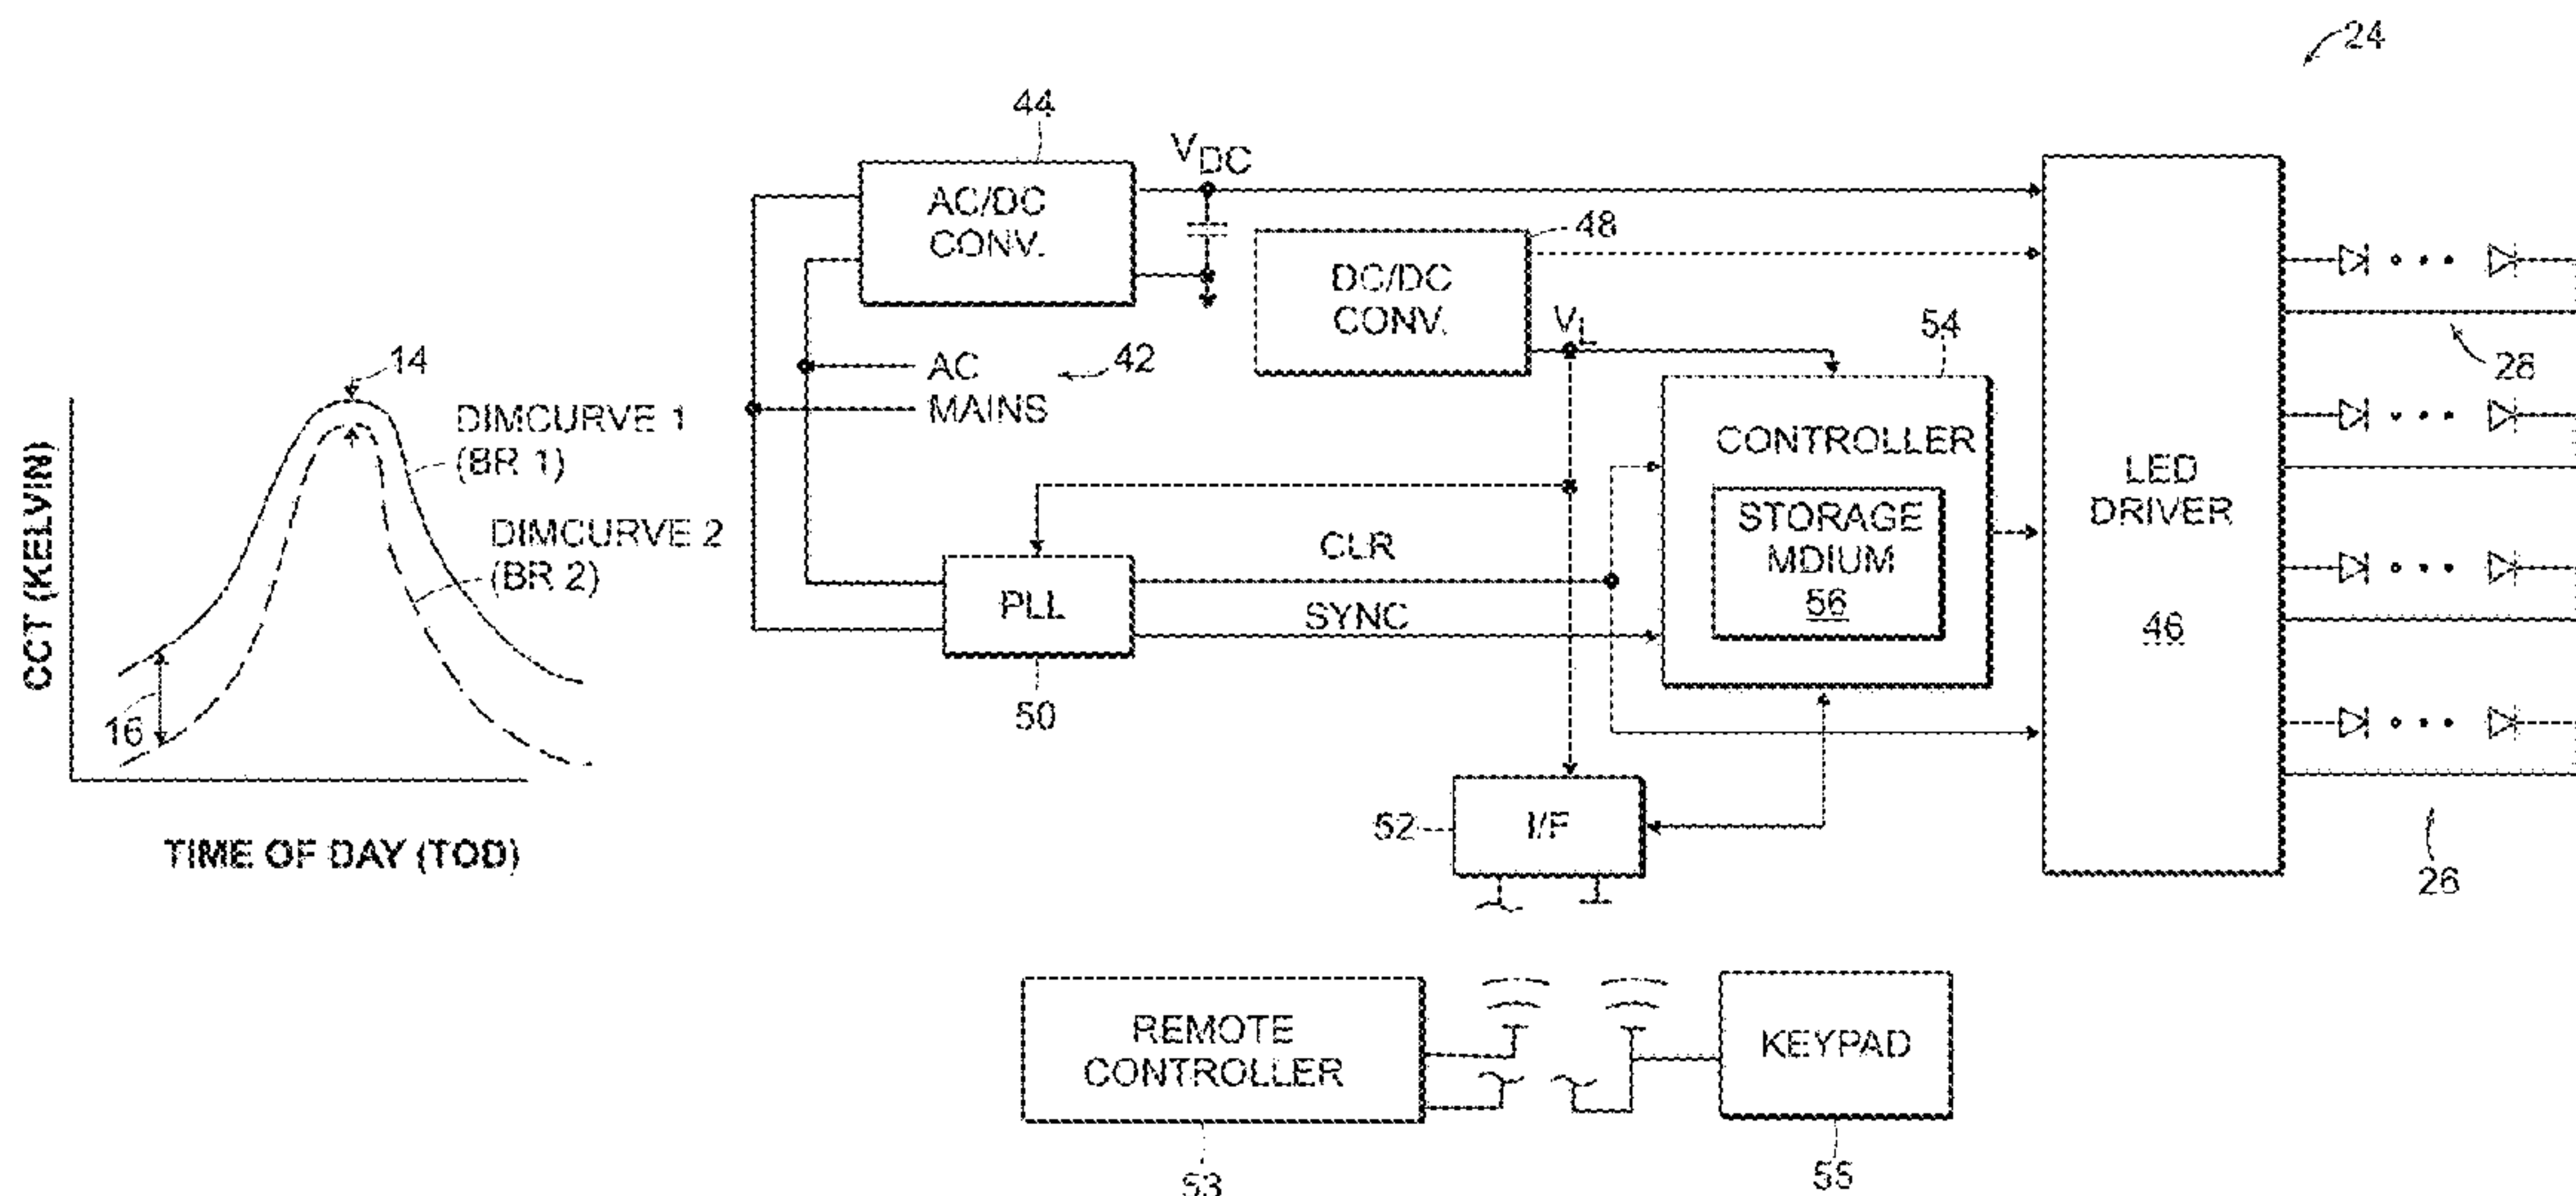 24
44
VDC
AC/DC
CONV.
48
DC/DC
CONV.
VL
54
28
AC
MAINS
42
14
DIMCURVE 1
(BR 1)
DIMCURVE 2
(BR 2)
CCT (KELVIN)
16
TIME OF DAY (TOD)
CONTROLLER
STORAGE
MDIUM
56
LED
DRIVER
46
CLR
SYNC
PLL
50
52
I/F
26
REMOTE
CONTROLLER
53
KEYPAD
55